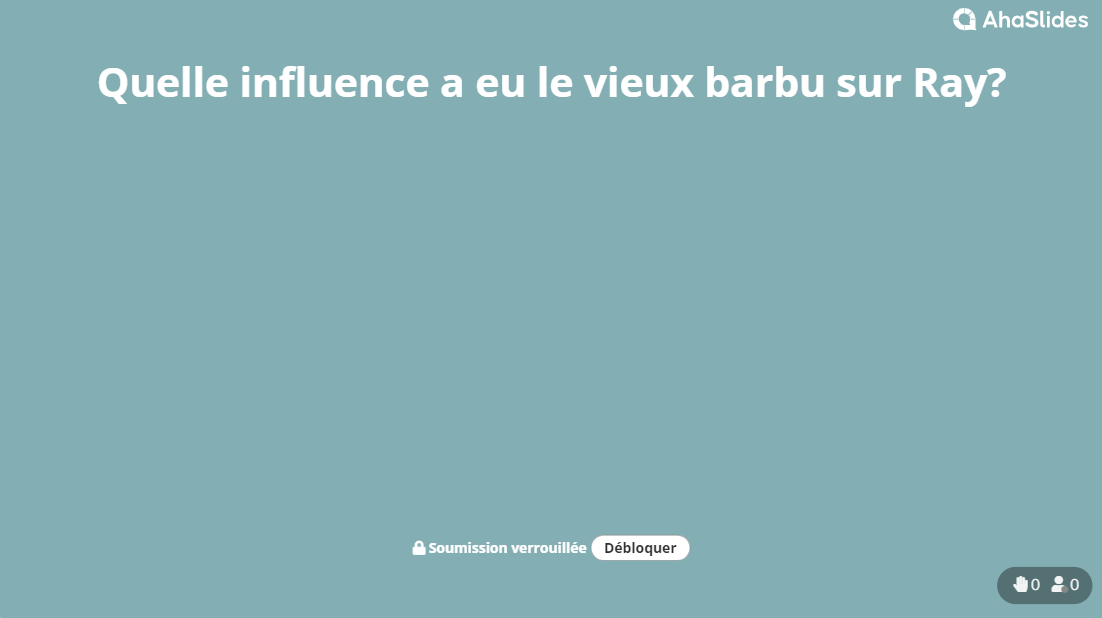 AhaSlides
Quelle influence a eu le vieux barbu sur Ray?
Soumission verrouillée Débloquer
0 0